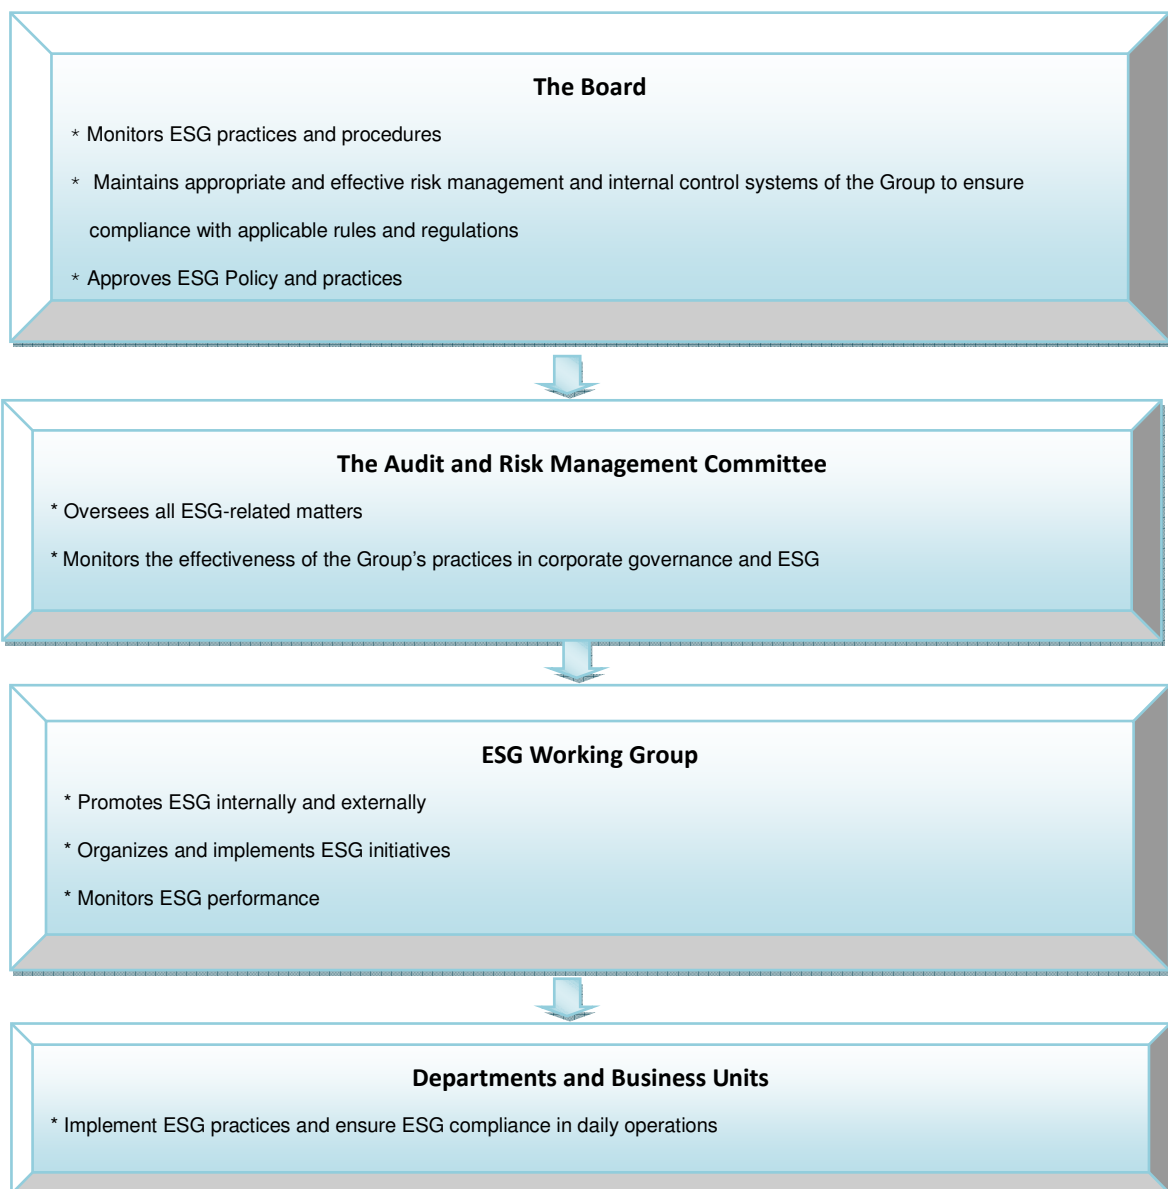 The Board
* Monitors ESG practices and procedures
* Maintains appropriate and effective risk management and internal control systems of the Group to ensure
compliance with applicable rules and regulations
* Approves ESG Policy and practices
The Audit and Risk Management Committee
* Oversees all ESG-related matters
* Monitors the effectiveness of the Group’s practices in corporate governance and ESG
ESG Working Group
* Promotes ESG internally and externally
* Organizes and implements ESG initiatives
* Monitors ESG performance
Departments and Business Units
* Implement ESG practices and ensure ESG compliance in daily operations